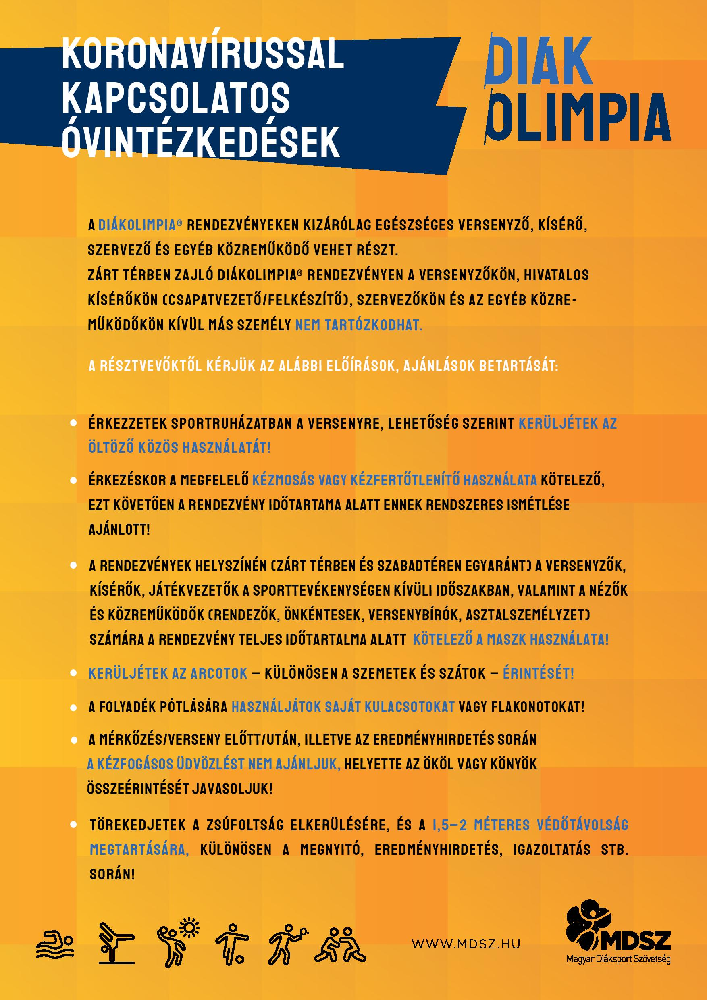 KORONAVÍRUSSAL
KAPCSOLATOS
ÓVINTÉZKEDÉSEK
DIÁK
OLIMPIA
A DIÁKOLIMPIA® RENDEZVÉNYEKEN KIZÁRÓLAG EGÉSZSÉGES VERSENYZŐ, KÍSÉRŐ,
SZERVEZŐ ÉS EGYÉB KÖZREMŰKÖDŐ VEHET RÉSZT.
ZÁRT TÉRBEN ZAJLÓ DIÁKOLIMPIA® RENDEZVÉNYEN A VERSENYZŐKÖN, HIVATALOS
KÍSÉRŐKÖN (CSAPATVEZETŐ/FELKÉSZÍTŐ), SZERVEZŐKÖN ÉS AZ EGYÉB KÖZRE-
MŰKÖDŐKÖN KÍVÜL MÁS SZEMÉLY NEM TARTÓZKODHAT.
A RÉSZTVEVŐKTŐL KÉRJÜK AZ ALÁBBI ELŐÍRÁSOK, AJÁNLÁSOK BETARTÁSÁT:
• ÉRKEZZETEK SPORTRUHÁZATBAN A VERSENYRE, LEHETŐSÉG SZERINT KERÜLJÉTEK AZ
ÖLTÖZŐ KÖZÖS HASZNÁLATÁT!
• ÉRKEZÉSKOR A MEGFELELŐ KÉZMOSÁS VAGY KÉZFERTŐTLENÍTŐ HASZNÁLATA KÖTELEZŐ,
EZT KÖVETŐEN A RENDEZVÉNY IDŐTARTAMA ALATT ENNEK RENDSZERES ISMÉTLÉSE
AJÁNLOTT!
• A RENDEZVÉNYEK HELYSZÍNÉN (ZÁRT TÉRBEN ÉS SZABADTÉREN EGYARÁNT) A VERSENYZŐK,
KÍSÉRŐK, JÁTÉKVEZETŐK A SPORTTEVÉKENYSÉGEN KÍVÜLI IDŐSZAKBAN, VALAMINT A NÉZŐK
ÉS KÖZREMŰKÖDŐK (RENDEZŐK, ÖNKÉNTESEK, VERSENYBÍRÓK, ASZTALSZEMÉLYZET)
SZÁMÁRA A RENDEZVÉNY TELJES IDŐTARTALMA ALATT KÖTELEZŐ A MASZK HASZNÁLATA!
• KERÜLJÉTEK AZ ARCOTOK – KÜLÖNÖSEN A SZEMETEK ÉS SZÁTOK – ÉRINTÉSÉT!
• A FOLYADÉK PÓTLÁSÁRA HASZNÁLJÁTOK SAJÁT KULACSOTOKAT VAGY FLAKONOTOKAT!
• A MÉRKŐZÉS/VERSENY ELŐTT/UTÁN, ILLETVE AZ EREDMÉNYHIRDETÉS SORÁN
A KÉZFOGÁSOS ÜDVÖZLÉST NEM AJÁNLJUK, HELYETTE AZ ÖKÖL VAGY KÖNYÖK
ÖSSZEÉRINTÉSÉT JAVASOLJUK!
• TÖREKEDJETEK A ZSÚFOLTSÁG ELKERÜLÉSÉRE, ÉS A 1,5–2 MÉTERES VÉDŐTÁVOLSÁG
MEGTARTÁSÁRA, KÜLÖNÖSEN A MEGNYITÓ, EREDMÉNYHIRDETÉS, IGAZOLTATÁS STB.
SORÁN!
WWW.MDSZ.HU
MDSZ
Magyar Diáksport Szövetség